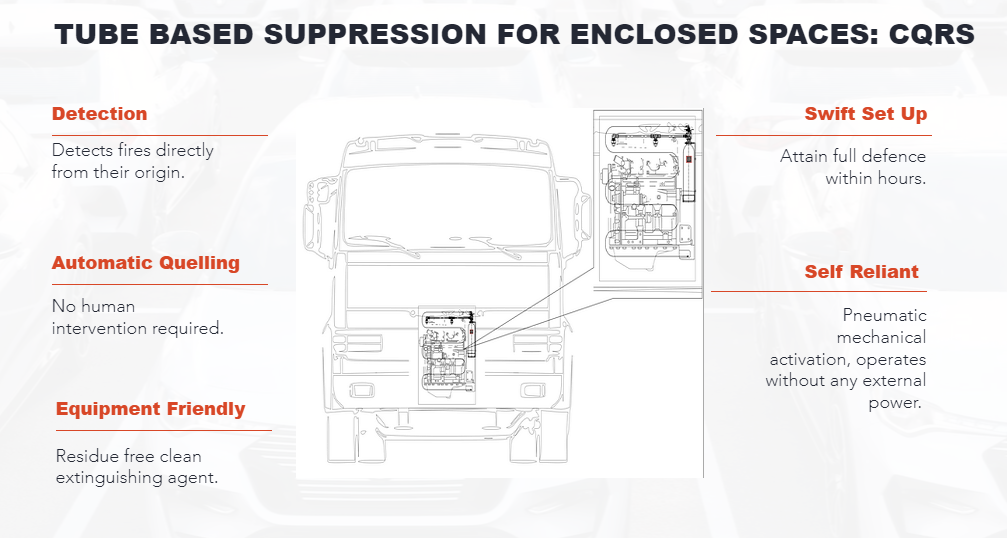 TUBE BASED SUPPRESSION FOR ENCLOSED SPACES: CQRS
Detection
Detects fires directly
from their origin.
Automatic Quelling
No human
intervention required.
Equipment Friendly
Residue free clean
extinguishing agent.
Swift Set Up
Attain full defence
within hours.
Self Reliant
Pneumatic
mechanical
activation, operates
without any external
power.